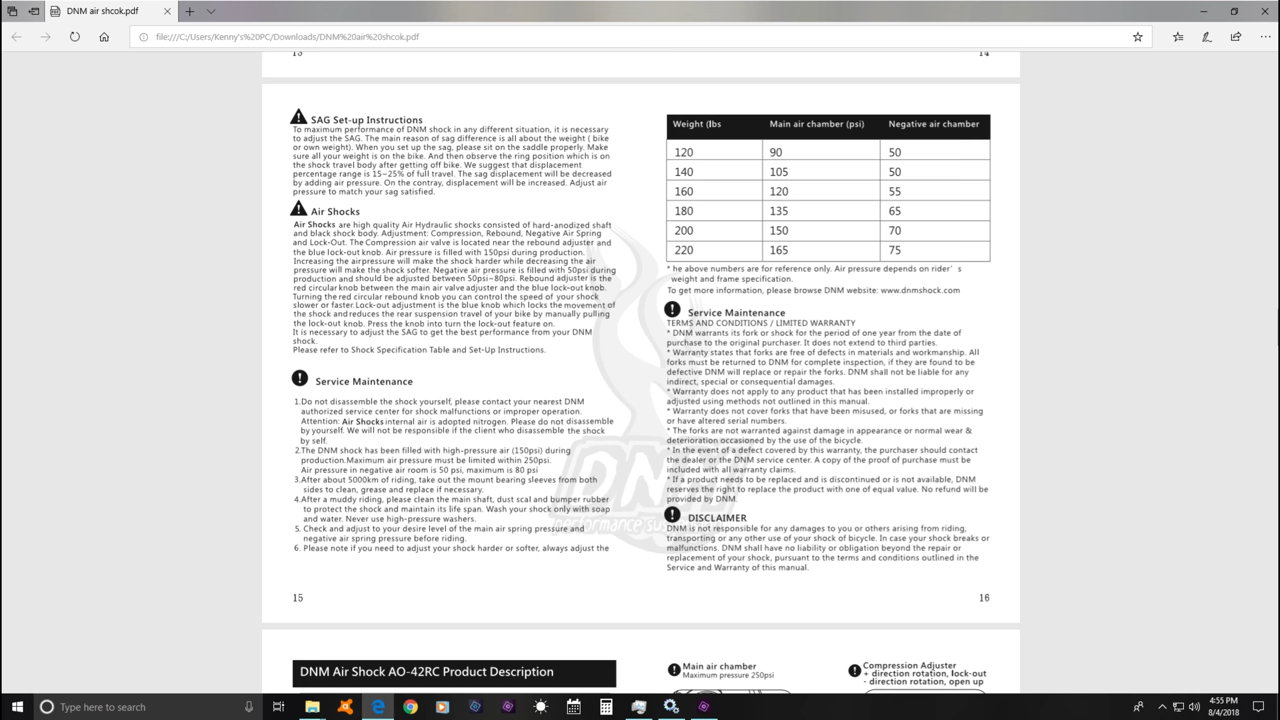 DNM air shcok.pdf
file:///C:/Users/Kenny's%20PC/Downloads/DNM%20air%20shcok.pdf
13
14
SAG Set-up Instructions
To maximum performance of DNM shock in any different situation, it is necessary
to adjust the SAG. The main reason of sag difference is all about the weight ( bike
or own weight). When you set up the sag, please sit on the saddle properly. Make
sure all your weight is on the bike. And then observe the ring position which is on
the shock travel body after getting off bike. We suggest that displacement
percentage range is 15~25% of full travel. The sag displacement will be decreased
by adding air pressure. On the contray, displacement will be increased. Adjust air
pressure to match your sag satisfied.
Air Shocks
Air Shocks are high quality Air Hydraulic shocks consisted of hard-anodized shaft
and black shock body. Adjustment: Compression, Rebound, Negative Air Spring
and Lock-Out. The Compression air valve is located near the rebound adjuster and
the blue lock-out knob. Air pressure is filled with 150psi during production.
Increasing the airpressure will make the shock harder while decreasing the air
pressure will make the shock softer. Negative air pressure is filled with 50psi during
production and should be adjusted between 50psi~80psi. Rebound adjuster is the
red circular knob between the main air valve adjuster and the blue lock-out knob.
Turning the red circular rebound knob you can control the speed of your shock
slower or faster.Lock-out adjustment is the blue knob which locks the movement of
the shock and reduces the rear suspension travel of your bike by manually pulling
the lock-out knob. Press the knob into turn the lock-out feature on.
It is necessary to adjust the SAG to get the best performance from your DNM
shock.
Please refer to Shock Specification Table and Set-Up Instructions.
Service Maintenance
1.Do not disassemble the shock yourself, please contact your nearest DNM
authorized service center for shock malfunctions or improper operation.
Attention: Air Shocks internal air is adopted nitrogen. Please do not disassemble
by yourself. We will not be responsible if the client who disassemble the shock
by self.
2.The DNM shock has been filled with high-pressure air (150psi) during
production.Maximum air pressure must be limited within 250psi.
Air pressure in negative air room is 50 psi, maximum is 80 psi
3.After about 5000km of riding, take out the mount bearing sleeves from both
sides to clean, grease and replace if necessary.
4.After a muddy riding, please clean the main shaft, dust scal and bumper rubber
to protect the shock and maintain its life span. Wash your shock only with soap
and water. Never use high-pressure washers.
5. Check and adjust to your desire level of the main air spring pressure and
negative air spring pressure before riding.
6. Please note if you need to adjust your shock harder or softer, always adjust the
15
Weight (lbs Main air chamber (psi) Negative air chamber
120 90 50
140 105 50
160 120 55
180 135 65
200 150 70
220 165 75
* he above numbers are for reference only. Air pressure depends on rider' s
weight and frame specification.
To get more information, please browse DNM website: www.dnmshock.com
Service Maintenance
TERMS AND CONDITIONS / LIMITED WARRANTY
* DNM warrants its fork or shock for the period of one year from the date of
purchase to the original purchaser. It does not extend to third parties.
* Warranty states that forks are free of defects in materials and workmanship. All
forks must be returned to DNM for complete inspection, if they are found to be
defective DNM will replace or repair the forks. DNM shall not be liable for any
indirect, special or consequential damages.
* Warranty does not apply to any product that has been installed improperly or
adjusted using methods not outlined in this manual.
* Warranty does not cover forks that have been misused, or forks that are missing
or have altered serial numbers.
* The forks are not warranted against damage in appearance or normal wear &
deterioration occasioned by the use of the bicycle.
* In the event of a defect covered by this warranty, the purchaser should contact
the dealer or the DNM service center. A copy of the proof of purchase must be
included with all warranty claims.
* If a product needs to be replaced and is discontinued or is not available, DNM
reserves the right to replace the product with one of equal value. No refund will be
provided by DNM.
DISCLAIMER
DNM is not responsible for any damages to you or others arising from riding,
transporting or any other use of your shock of bicycle. In case your shock breaks or
malfunctions. DNM shall have no liability or obligation beyond the repair or
replacement of your shock, pursuant to the terms and conditions outlined in the
Service and Warranty of this manual.
16
DNM
performance
DNM Air Shock AO-42RC Product Description
Main air chamber
Maximum pressure 250psi
Compression Adjuster
+ direction rotation, lock-out
- direction rotation, open up
Type here to search
4:55 PM
8/4/2018